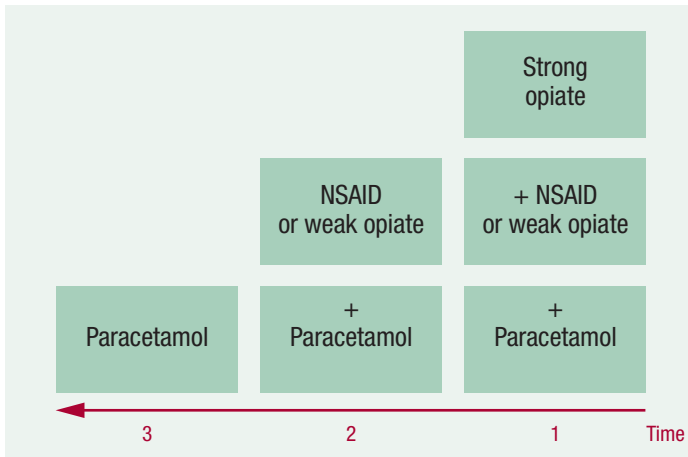 Strong
opiate
NSAID
or weak opiate
+ NSAID
or weak opiate
Paracetamol
+
Paracetamol
+
Paracetamol
3
2
1
Time